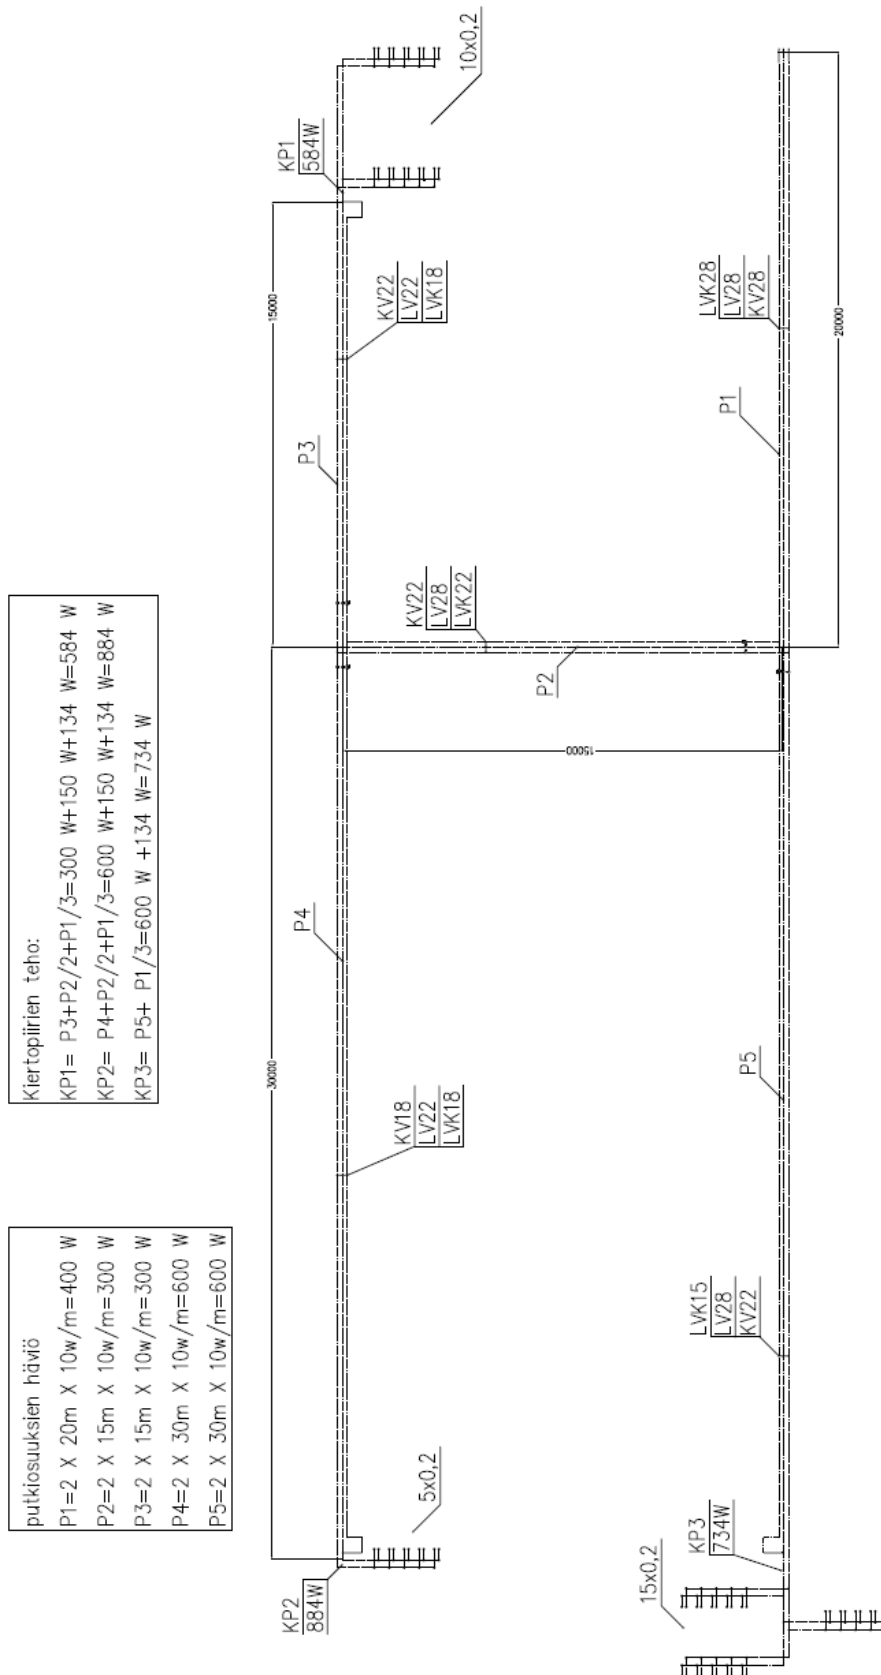 Kiertopiirien teho:
KP1= P3+P2/2+P1/3=300 W+150 W+134 W=584 W
KP2= P4+P2/2+P1/3=600 W+150 W+134 W=884 W
KP3= P5+ P1/3=600 W +134 W=734 W
putkiosuuksien häviö
P1=2 X 20m X 10w/m=400 W
P2=2 X 15m X 10w/m=300 W
P3=2 X 15m X 10w/m=300 W
P4=2 X 30m X 10w/m=600 W
P5=2 X 30m X 10w/m=600 W
KP2
884W
5x0,2
30000
KV18
LV22
LVK18
P4
15000
P3
KV22
LV22
LVK18
KP1
584W
10x0,2
KV22
LV28
LVK22
P2
15000
15x0,2
KP3
734W
LVK15
LV28
KV22
P5
P1
LVK28
LV28
KV28
20000